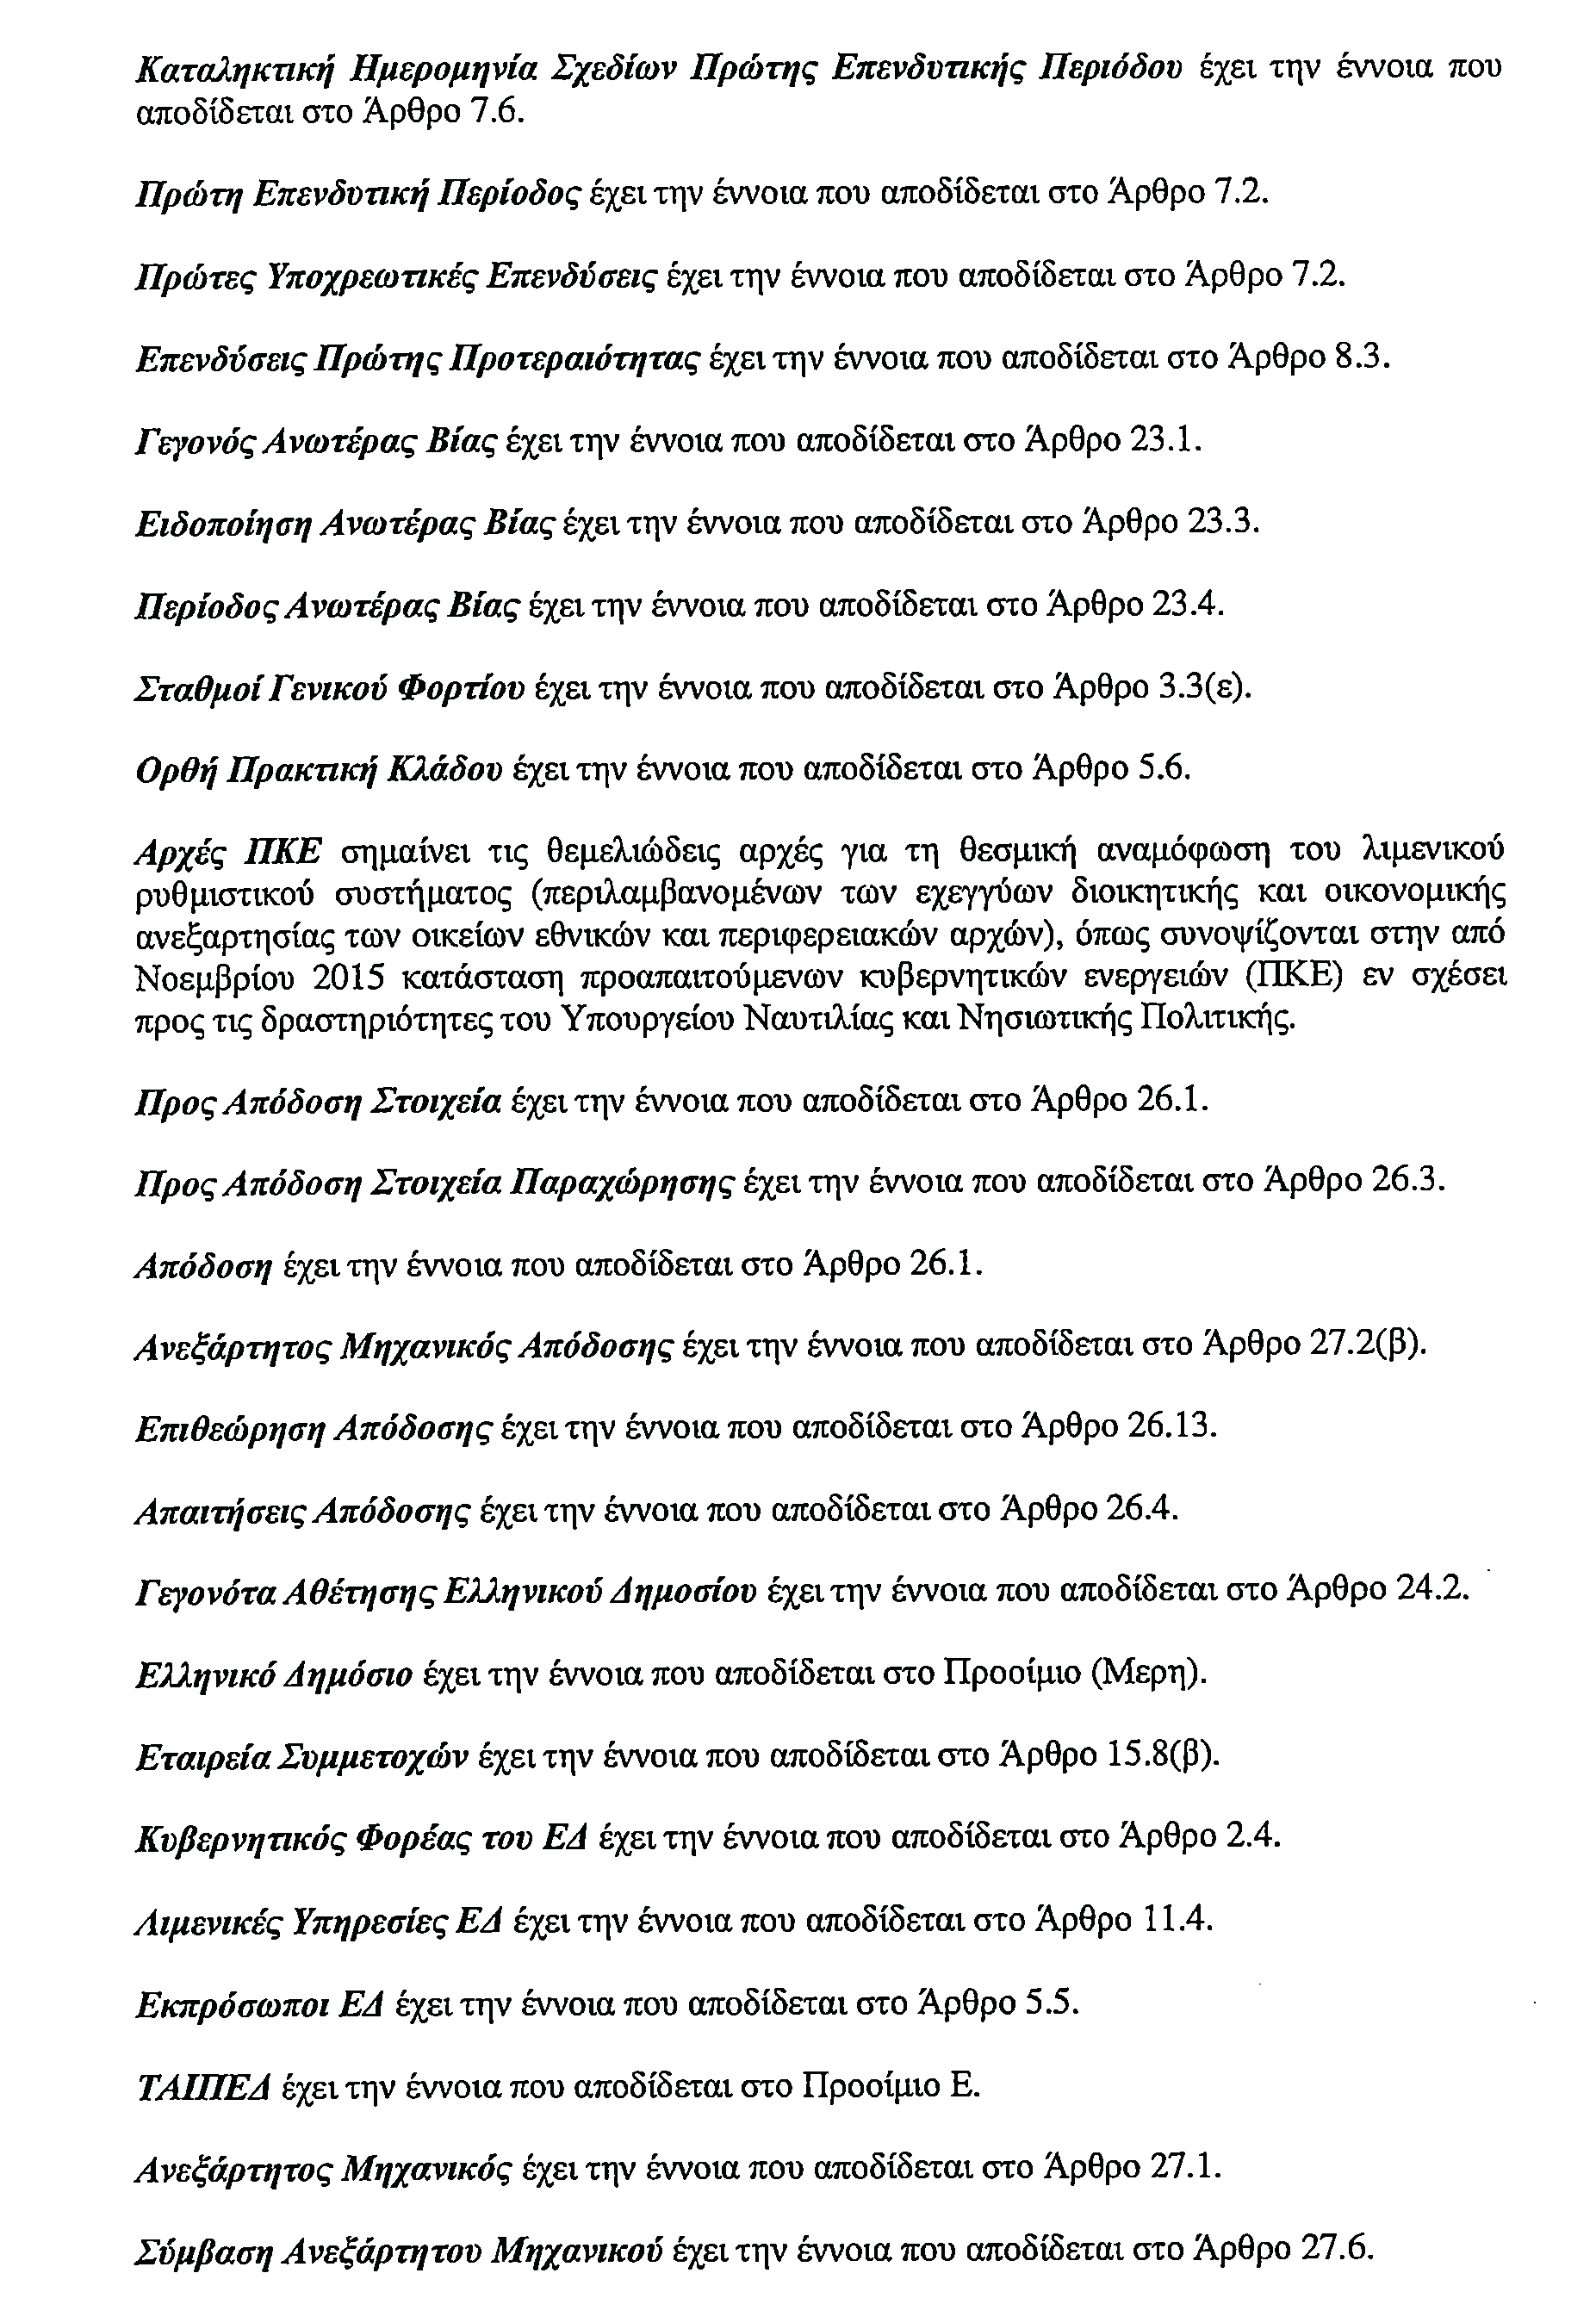 Καταληκτική Ημερομηνία Σχεδίων Πρώτης Επενδυτικής Περιόδου έχει την έννοια που
αποδίδεται στο Άρθρο 7.6.
Πρώτη Επενδυτική Περίοδος έχει την έννοια που αποδίδεται στο Άρθρο 7.2.
Πρώτες Υποχρεωτικές Επενδύσεις έχει την έννοια που αποδίδεται στο Άρθρο 7.2.
Επενδύσεις Πρώτης Προτεραιότητας έχει την έννοια που αποδίδεται στο Άρθρο 8.3.
Γεγονός Ανωτέρας Βίας έχει την έννοια που αποδίδεται στο Άρθρο 23.1.
Ειδοποίηση Ανωτέρας Βίας έχει την έννοια που αποδίδεται στο Άρθρο 23.3.
Περίοδος Ανωτέρας Βίας έχει την έννοια που αποδίδεται στο Άρθρο 23.4.
Σταθμοί Γενικού Φορτίου έχει την έννοια που αποδίδεται στο Άρθρο 3.3(ε).
Ορθή Πρακτική Κλάδου έχει την έννοια που αποδίδεται στο Άρθρο 5.6.
Αρχές ΠΚΕ σημαίνει τις θεμελιώδεις αρχές για τη θεσμική αναμόφωση του λιμενικού
ρυθμιστικού συστήματος (περιλαμβανομένων των εχεγγύων διοικητικής και οικονομικής
ανεξαρτησίας των οικείων εθνικών και περιφερειακών αρχών), όπως συνοψίζονται στην από
Νοεμβρίου 2015 κατάσταση προαπαιτούμενων κυβερνητικών ενεργειών (ΠΚΕ) εν σχέσει
προς τις δραστηριότητες του Υπουργείου Ναυτιλίας και Νησιωτικής Πολιτικής.
Προς Απόδοση Στοιχεία έχει την έννοια που αποδίδεται στο Άρθρο 26.1.
Προς Απόδοση Στοιχεία Παραχώρησης έχει την έννοια που αποδίδεται στο Άρθρο 26.3.
Απόδοση έχει την έννοια που αποδίδεται στο Άρθρο 26.1.
Ανεξάρτητος Μηχανικός Απόδοσης έχει την έννοια που αποδίδεται στο Άρθρο 27.2(β).
Επιθεώρηση Απόδοσης έχει την έννοια που αποδίδεται στο Άρθρο 26.13.
Απαιτήσεις Απόδοσης έχει την έννοια που αποδίδεται στο Άρθρο 26.4.
Γεγονότα Αθέτησης Ελληνικού Δημοσίου έχει την έννοια που αποδίδεται στο Άρθρο 24.2.
Ελληνικό Δημόσιο έχει την έννοια που αποδίδεται στο Προοίμιο (Μερη).
Εταιρεία Συμμετοχών έχει την έννοια που αποδίδεται στο Άρθρο 15.8(β).
Κυβερνητικός Φορέας του ΕΔ έχει την έννοια που αποδίδεται στο Άρθρο 2.4.
Λιμενικές Υπηρεσίες ΕΔ έχει την έννοια που αποδίδεται στο Άρθρο 11.4.
Εκπρόσωποι ΕΔ έχει την έννοια που αποδίδεται στο Άρθρο 5.5.
ΤΑΙΠΕΔ έχει την έννοια που αποδίδεται στο Προοίμιο Ε.
Ανεξάρτητος Μηχανικός έχει την έννοια που αποδίδεται στο Άρθρο 27.1.
Σύμβαση Ανεξάρτητου Μηχανικού έχει την έννοια που αποδίδεται στο Άρθρο 27.6.